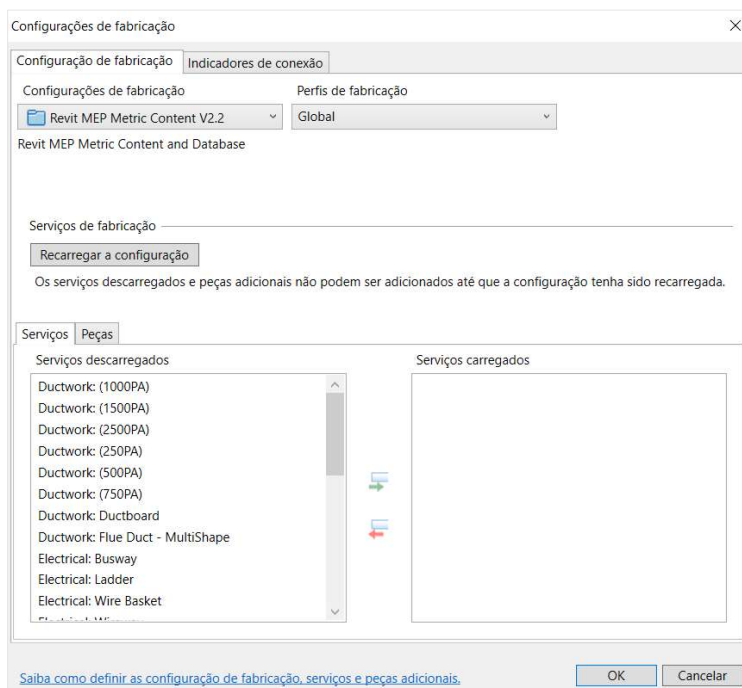 Configurações de fabricação
Configuração de fabricação Indicadores de conexão
Configurações de fabricação Perfis de fabricação
Revit MEP Metric Content V2.2 Global
Revit MEP Metric Content and Database
Serviços de fabricação
Recarregar a configuração
Os serviços descarregados e peças adicionais não podem ser adicionados até que a configuração tenha sido recarregada.
Serviços Peças
Serviços descarregados Serviços carregados
Ductwork: (1000PA)
Ductwork: (1500PA)
Ductwork: (2500PA)
Ductwork: (250PA)
Ductwork: (500PA)
Ductwork: (750PA)
Ductwork: Ductboard
Ductwork: Flue Duct - MultiShape
Electrical: Busway
Electrical: Ladder
Electrical: Wire Basket
Saiba como definir as configuração de fabricação, serviços e peças adicionais. OK Cancelar